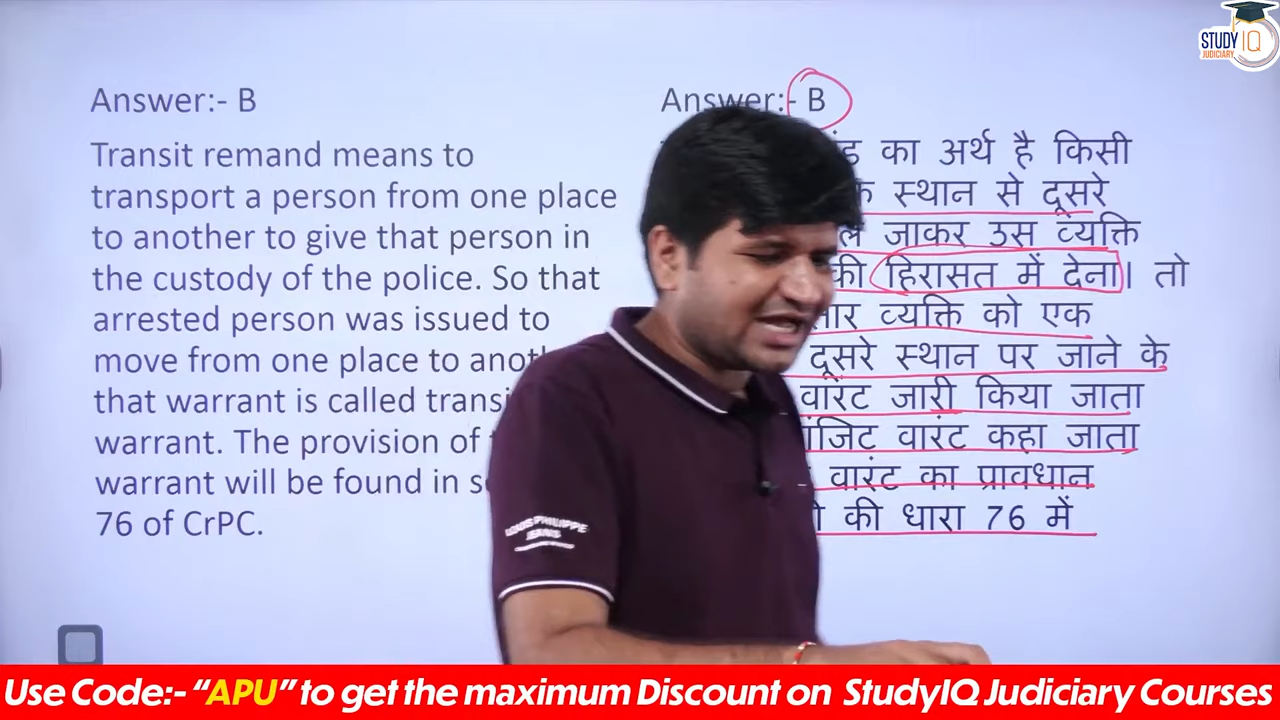 STUDY IQ
JUDICIARY
Answer:- B
Transit remand means to
transport a person from one place
to another to give that person in
the custody of the police. So that
arrested person was issued to
move from one place to
that warrant is called
warrant. The provision of
warrant will be found in
76 of CrPC.
Answer:- B
का अर्थ है किसी
स्थान से दूसरे
जाकर उस व्यक्ति
की हिरासत में देना। तो
व्यक्ति को एक
दूसरे स्थान पर जाने के
वारंट जारी किया जाता
वारंट कहा जाता
वारंट का प्रावधान
की धारा 76 में
LOUIS PHILIPPE
JEANS
Use Code:- “APU” to get the maximum Discount on StudyIQ Judiciary Courses